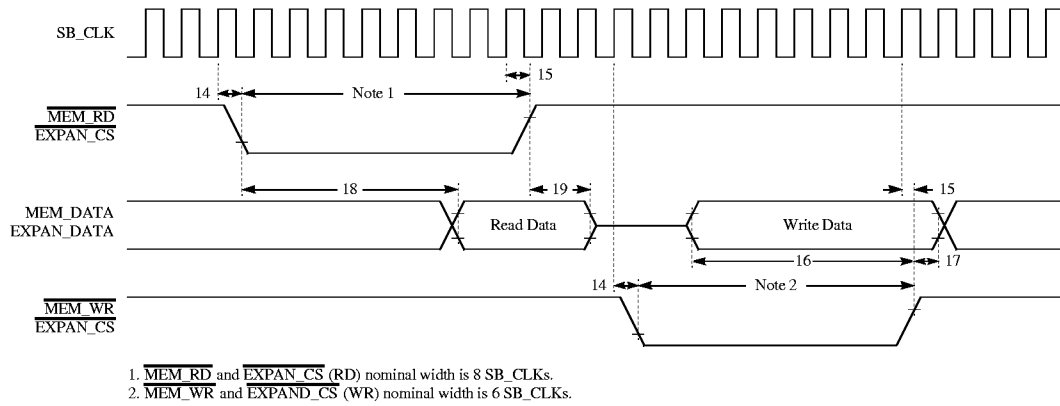 SB_CLK
15
14
Note 1
MEM_RD
EXPAN_CS
18
19
15
MEM_DATA
EXPAN_DATA
Read Data
Write Data
16
17
14
Note 2
MEM_WR
EXPAN_CS
1. MEM_RD and EXPAN_CS (RD) nominal width is 8 SB_CLKs.
2. MEM_WR and EXPAND_CS (WR) nominal width is 6 SB_CLKs.